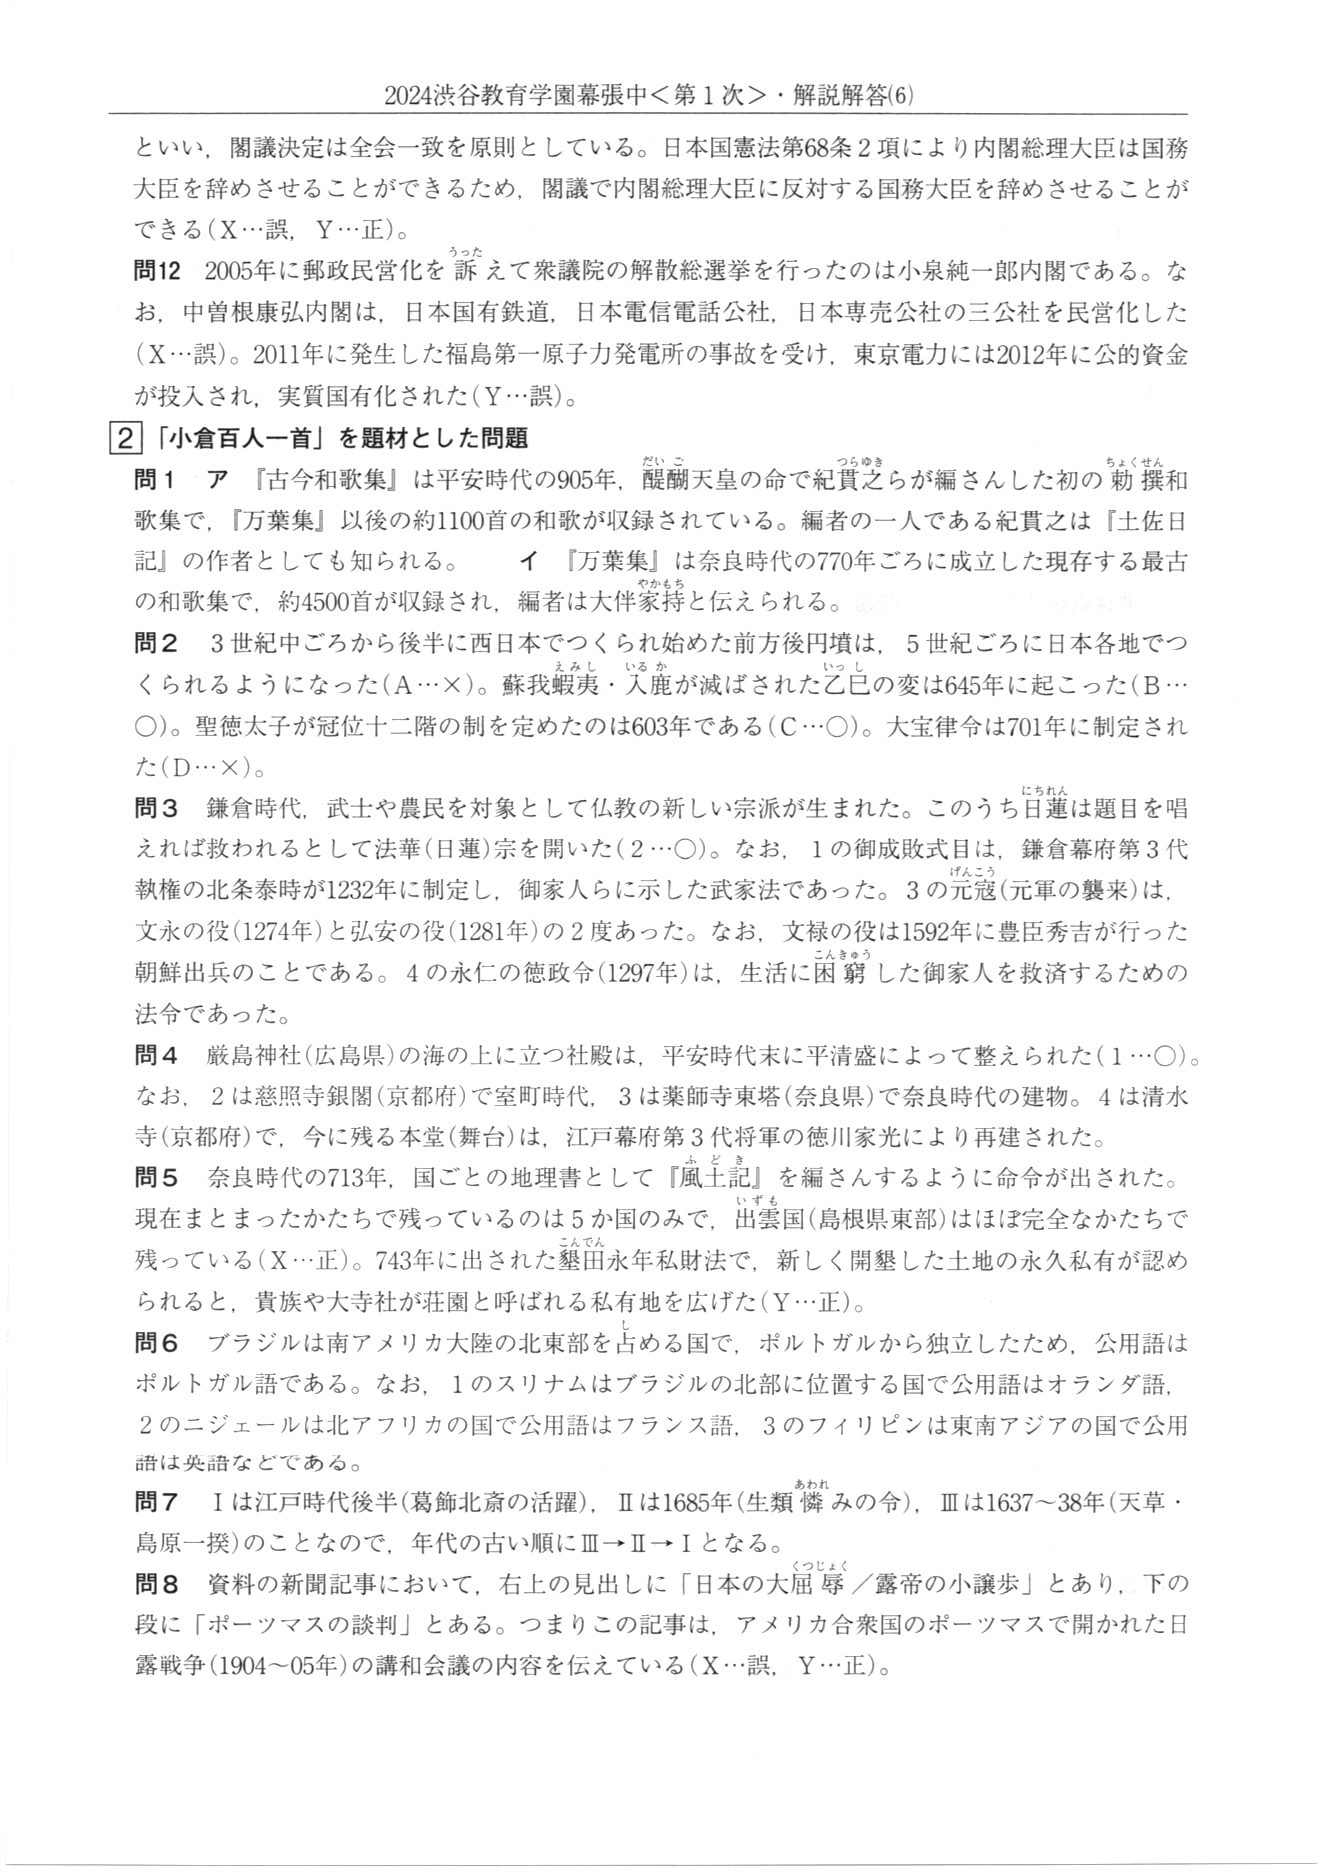 2024渋谷教育学園幕張中＜第１次＞・解説解答(6)
といい，閣議決定は全会一致を原則としている。日本国憲法第68条２項により内閣総理大臣は国務
大臣を辞めさせることができるため，閣議で内閣総理大臣に反対する国務大臣を辞めさせることが
できる(Ｘ…誤，Ｙ…正)。
問12　2005年に郵政民営化を訴えて衆議院の解散総選挙を行ったのは小泉純一郎内閣である。な
お，中曽根康弘内閣は，日本国有鉄道，日本電信電話公社，日本専売公社の三公社を民営化した
(Ｘ…誤)。2011年に発生した福島第一原子力発電所の事故を受け，東京電力には2012年に公的資金
が投入され，実質国有化された(Ｙ…誤)。
2「小倉百人一首」を題材とした問題
問１　ア　『古今和歌集』は平安時代の905年，醍醐天皇の命で紀貫之らが編さんした初の勅撰和
歌集で，『万葉集』以後の約1100首の和歌が収録されている。編者の一人である紀貫之は『土佐日
記』の作者としても知られる。　　イ　『万葉集』は奈良時代の770年ごろに成立した現存する最古
の和歌集で，約4500首が収録され，編者は大伴家持と伝えられる。
問２　３世紀中ごろから後半に西日本でつくられ始めた前方後円墳は，５世紀ごろに日本各地でつ
くられるようになった(Ａ…×)。蘇我蝦夷・入鹿が滅ばされた乙巳の変は645年に起こった(Ｂ…
○)。聖徳太子が冠位十二階の制を定めたのは603年である(Ｃ…○)。大宝律令は701年に制定され
た(Ｄ…×)。
問３　鎌倉時代，武士や農民を対象として仏教の新しい宗派が生まれた。このうち日蓮は題目を唱
えれば救われるとして法華(日蓮)宗を開いた(２…○)。なお，１の御成敗式目は，鎌倉幕府第３代
執権の北条泰時が1232年に制定し，御家人らに示した武家法であった。３の元寇(元軍の襲来)は，
文永の役(1274年)と弘安の役(1281年)の２度あった。なお，文禄の役は1592年に豊臣秀吉が行った
朝鮮出兵のことである。４の永仁の徳政令(1297年)は，生活に困窮した御家人を救済するための
法令であった。
問４　厳島神社(広島県)の海の上に立つ社殿は，平安時代末に平清盛によって整えられた(１…○)。
なお，２は慈照寺銀閣(京都府)で室町時代，３は薬師寺東塔(奈良県)で奈良時代の建物。４は清水
寺(京都府)で，今に残る本堂(舞台)は，江戸幕府第３代将軍の徳川家光により再建された。
問５　奈良時代の713年，国ごとの地理書として『風土記』を編さんするように命令が出された。
現在まとまったかたちで残っているのは５か国のみで，出雲国(島根県東部)はほぼ完全なかたちで
残っている(Ｘ…正)。743年に出された墾田永年私財法で，新しく開墾した土地の永久私有が認め
られると，貴族や大寺社が荘園と呼ばれる私有地を広げた(Ｙ…正)。
問６　ブラジルは南アメリカ大陸の北東部を占める国で，ポルトガルから独立したため，公用語は
ポルトガル語である。なお，１のスリナムはブラジルの北部に位置する国で公用語はオランダ語，
２のニジェールは北アフリカの国で公用語はフランス語，３のフィリピンは東南アジアの国で公用
語は英語などである。
問７　Ⅰは江戸時代後半(葛飾北斎の活躍)，Ⅱは1685年(生類憐みの令)，Ⅲは1637～38年(天草・
島原一揆)のことなので，年代の古い順にⅢ→Ⅱ→Ⅰとなる。
問８　資料の新聞記事において，右上の見出しに「日本の大屈辱／露帝の小譲歩」とあり，下の
段に「ポーツマスの談判」とある。つまりこの記事は，アメリカ合衆国のポーツマスで開かれた日
露戦争(1904～05年)の講和会議の内容を伝えている(Ｘ…誤，Ｙ…正)。